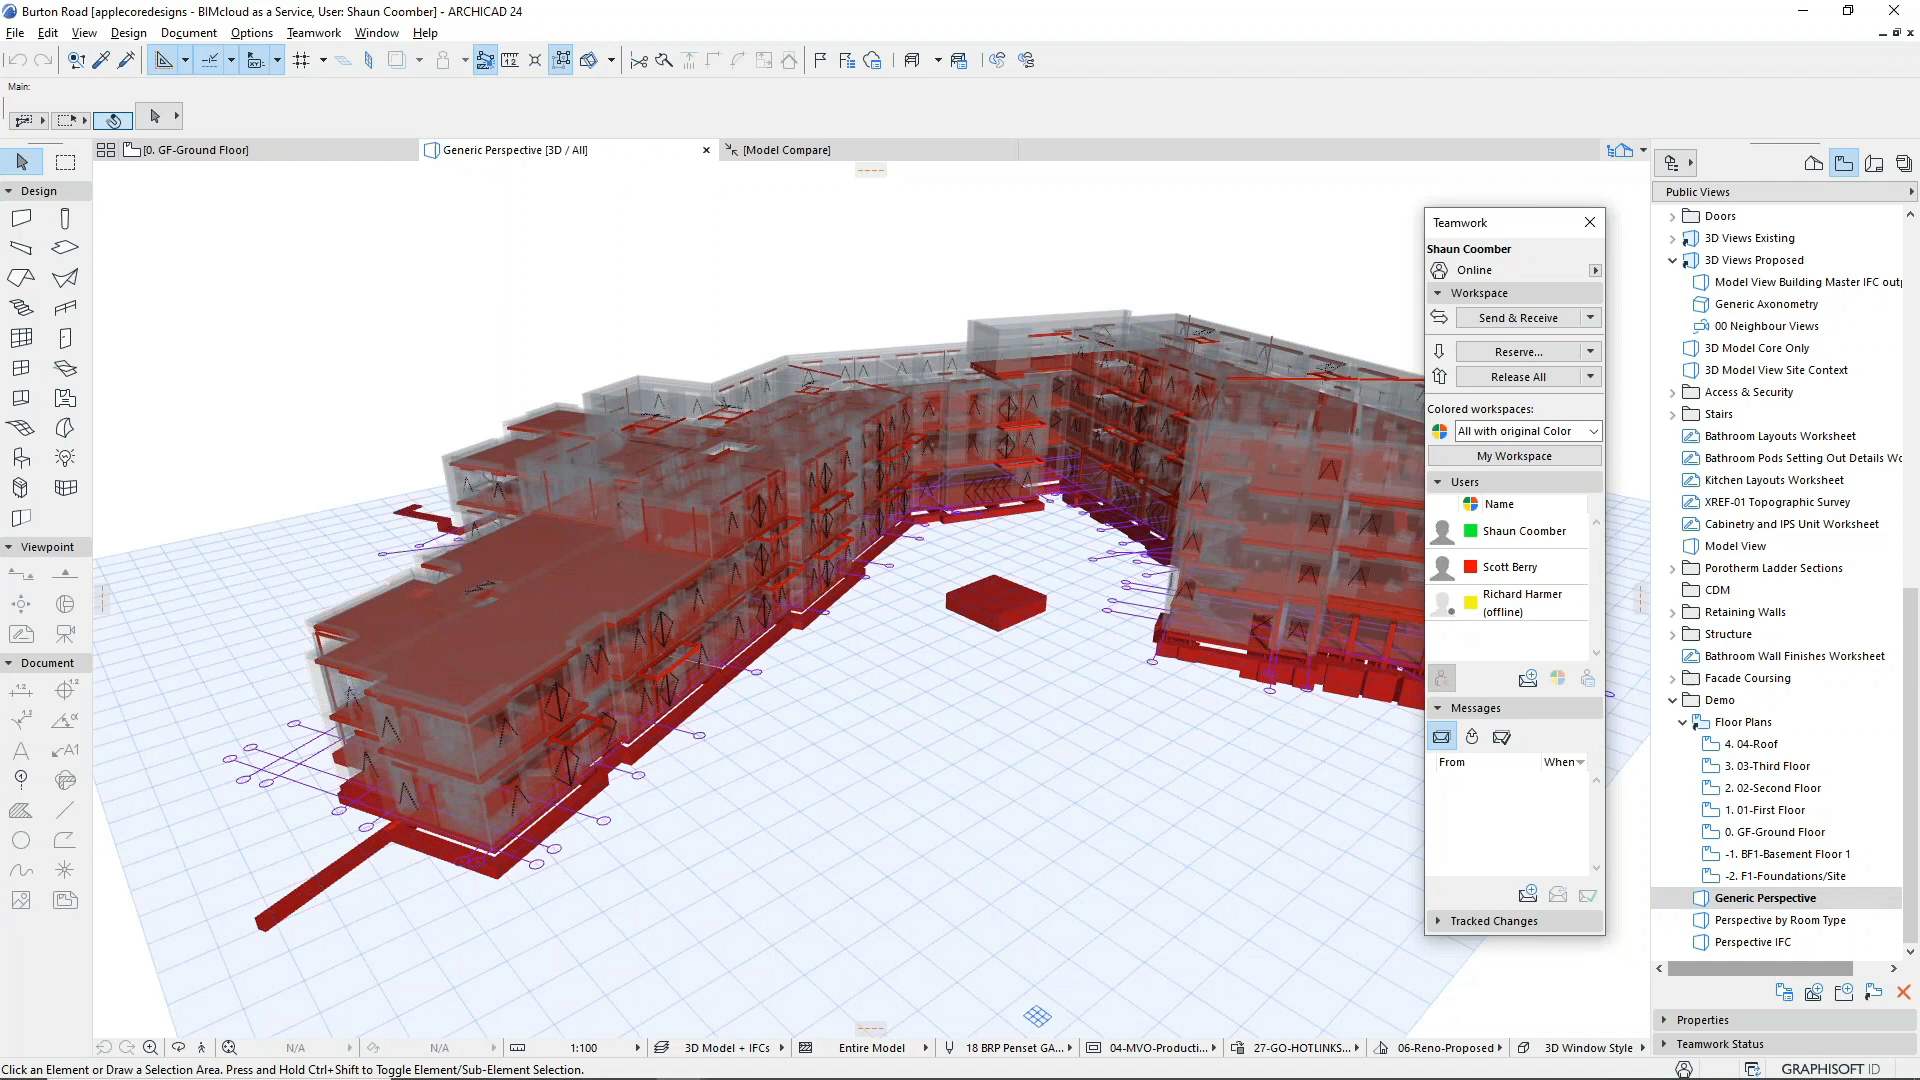 Burton Road [applecoredesigns - BIMcloud as a Service, User: Shaun Coomber] - ARCHICAD 24
File Edit View Design Document Options Teamwork Window Help
Main:
[0. GF-Ground Floor]
Generic Perspective [3D / All]
[Model Compare]
Design
Viewpoint
Document
Teamwork
Shaun Coomber
Online
Workspace
Send & Receive
Reserve...
Release All
Colored workspaces:
All with original Color
My Workspace
Users
Name
Shaun Coomber
Scott Berry
Richard Harmer
(offline)
Messages
From When
Tracked Changes
Public Views
Doors
3D Views Existing
3D Views Proposed
Model View Building Master IFC outp
Generic Axonometry
00 Neighbour Views
3D Model Core Only
3D Model View Site Context
Access & Security
Stairs
Bathroom Layouts Worksheet
Bathroom Pods Setting Out Details Wo
Kitchen Layouts Worksheet
XREF-01 Topographic Survey
Cabinetry and IPS Unit Worksheet
Model View
Porotherm Ladder Sections
CDM
Retaining Walls
Structure
Bathroom Wall Finishes Worksheet
Facade Coursing
Demo
Floor Plans
4. 04-Roof
3. 03-Third Floor
2. 02-Second Floor
1. 01-First Floor
0. GF-Ground Floor
-1. BF1-Basement Floor 1
-2. F1-Foundations/Site
Generic Perspective
Perspective by Room Type
Perspective IFC
Properties
Teamwork Status
N/A N/A 1:100 3D Model + IFCs Entire Model 18 BRP Penset GA... 04-MVO-Producti... 27-GO-HOTLINKS... 06-Reno-Proposed 3D Window Style
Click an Element or Draw a Selection Area. Press and Hold Ctrl+Shift to Toggle Element/Sub-Element Selection.
GRAPHISOFT ID